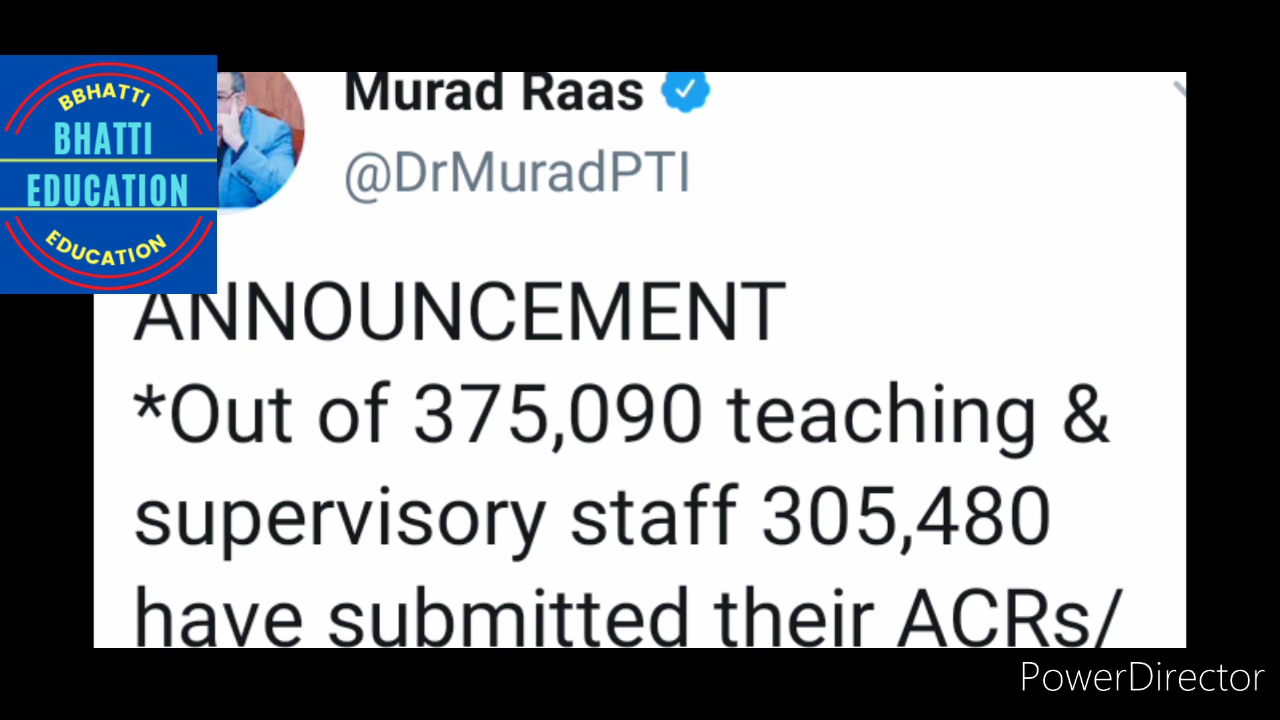 BBHATTI
BHATTI
EDUCATION
EDUCATION
Murad Raas
@DrMuradPTI
ANNOUNCEMENT
*Out of 375,090 teaching &
supervisory staff 305,480
have submitted their ACRs/
PowerDirector